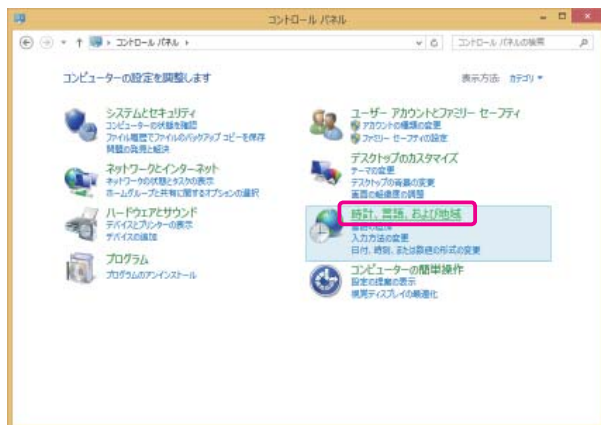 コントロール パネル
コントロール パネル
コントロール パネルの検索
コンピューターの設定を調整します
表示方法: カテゴリ
システムとセキュリティ
コンピューターの状態を確認
ファイル履歴でファイルのバックアップ コピーを保存
問題の発見と解決
ネットワークとインターネット
ネットワークの状態とタスクの表示
ホームグループと共有に関するオプションの選択
ハードウェアとサウンド
デバイスとプリンターの表示
デバイスの追加
プログラム
プログラムのアンインストール
ユーザー アカウントとファミリー セーフティ
アカウントの種類の変更
ファミリー セーフティの設定
デスクトップのカスタマイズ
テーマの変更
デスクトップの背景の変更
画面の解像度の調整
時計、言語、および地域
言語の追加
入力方法の変更
日付、時刻、または数値の形式の変更
コンピューターの簡単操作
設定の提案の表示
視覚ディスプレイの最適化